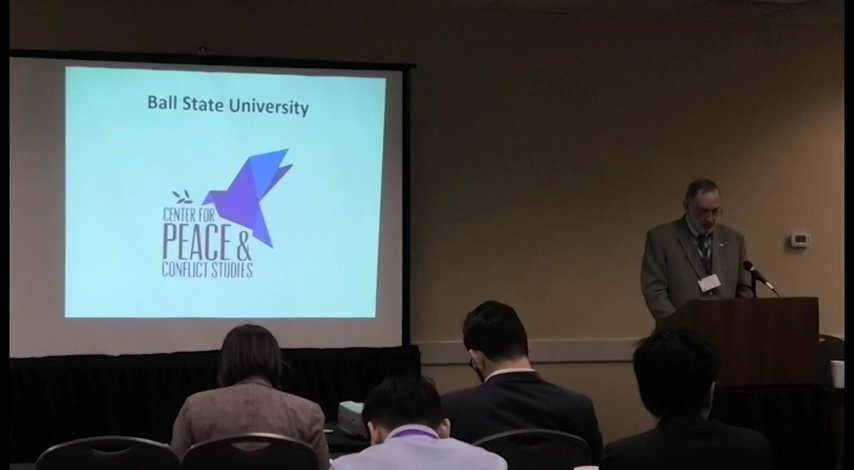 Ball State University
CENTER FOR
PEACE &
CONFLICT STUDIES